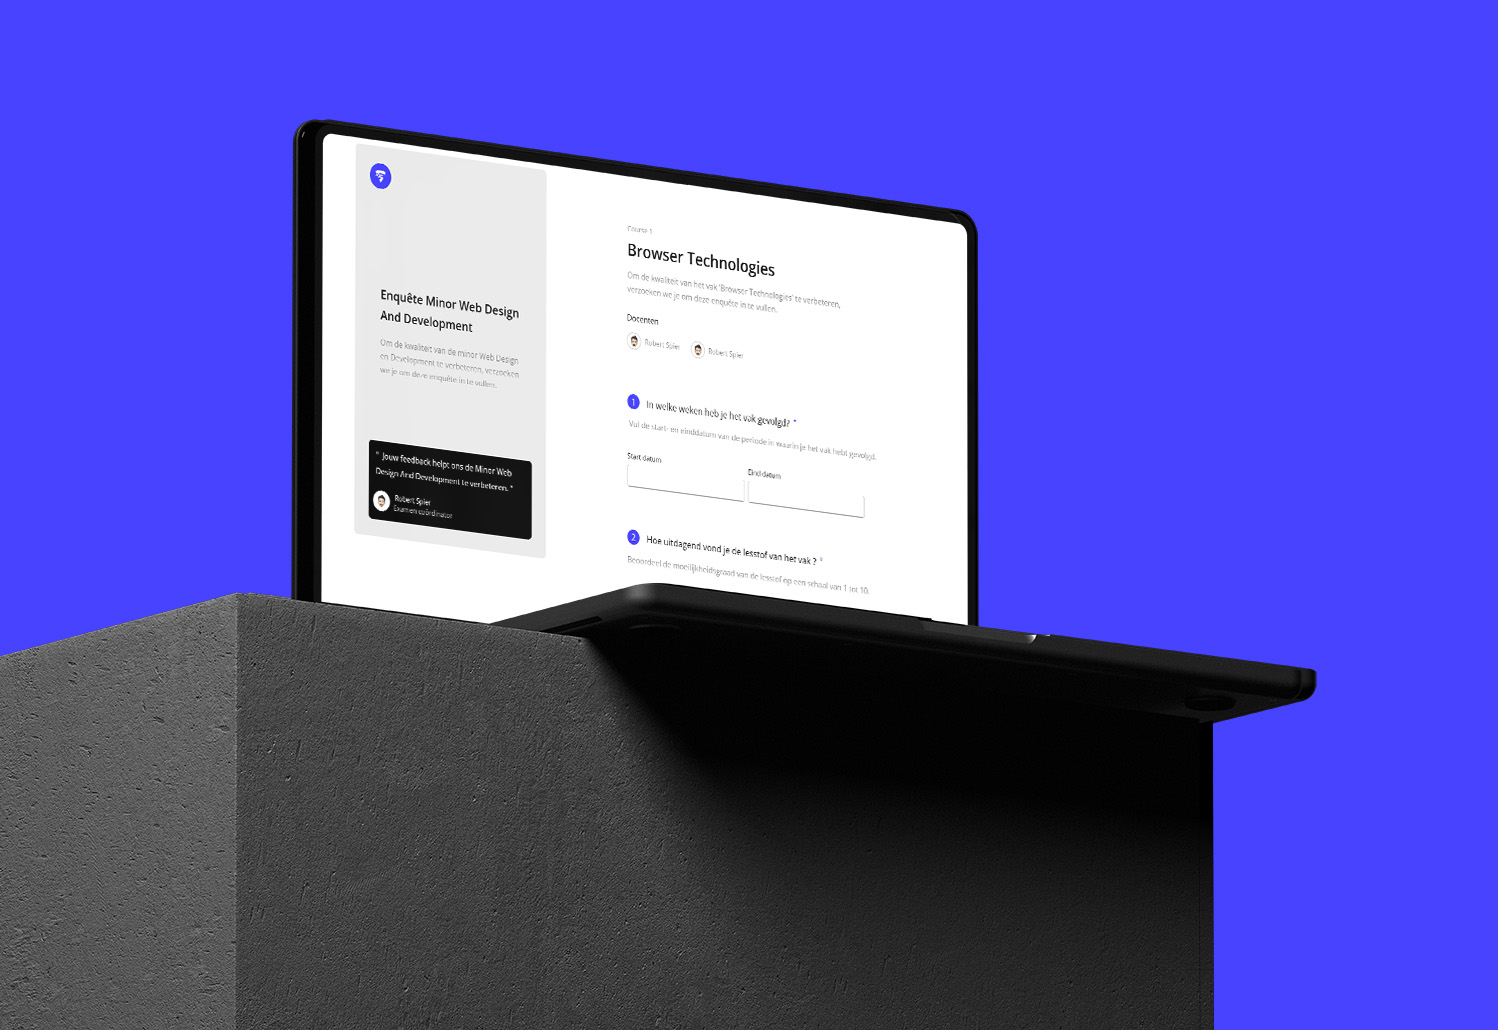 Enquête Minor Web Design
And Development
Om de kwaliteit van de minor Web Design
en Development te verbeteren, verzoeken
we je om deze enquête in te vullen.
" Jouw feedback helpt ons de Minor Web
Design And Development te verbeteren. "
Robert Spier
Examen coördinator
Course 1
Browser Technologies
Om de kwaliteit van het vak 'Browser Technologies' te verbeteren,
verzoeken we je om deze enquête in te vullen.
Docenten
Robert Spier
Robert Spier
1 In welke weken heb je het vak gevolgd? *
Vul de start- en einddatum van de periode in waarin je het vak hebt gevolgd.
Start datum
Eind datum
2 Hoe uitdagend vond je de lesstof van het vak ? *
Beoordeel de moeilijkheidsgraad van de lesstof op een schaal van 1 tot 10.